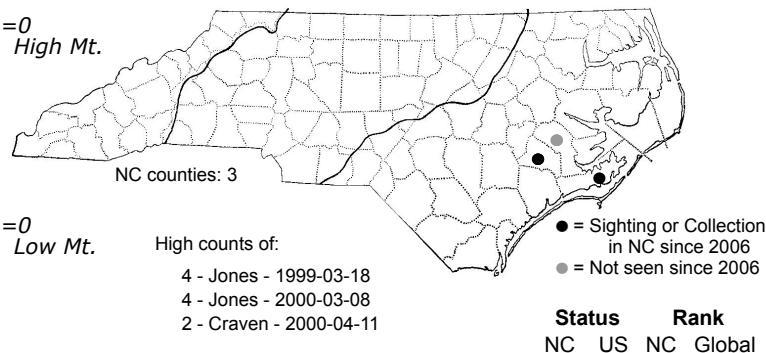 =0
High Mt.
NC counties: 3
=0
Low Mt.
High counts of:
4 - Jones - 1999-03-18
4 - Jones - 2000-03-08
2 - Craven - 2000-04-11
= Sighting or Collection
in NC since 2006
= Not seen since 2006
Status Rank
NC US NC Global